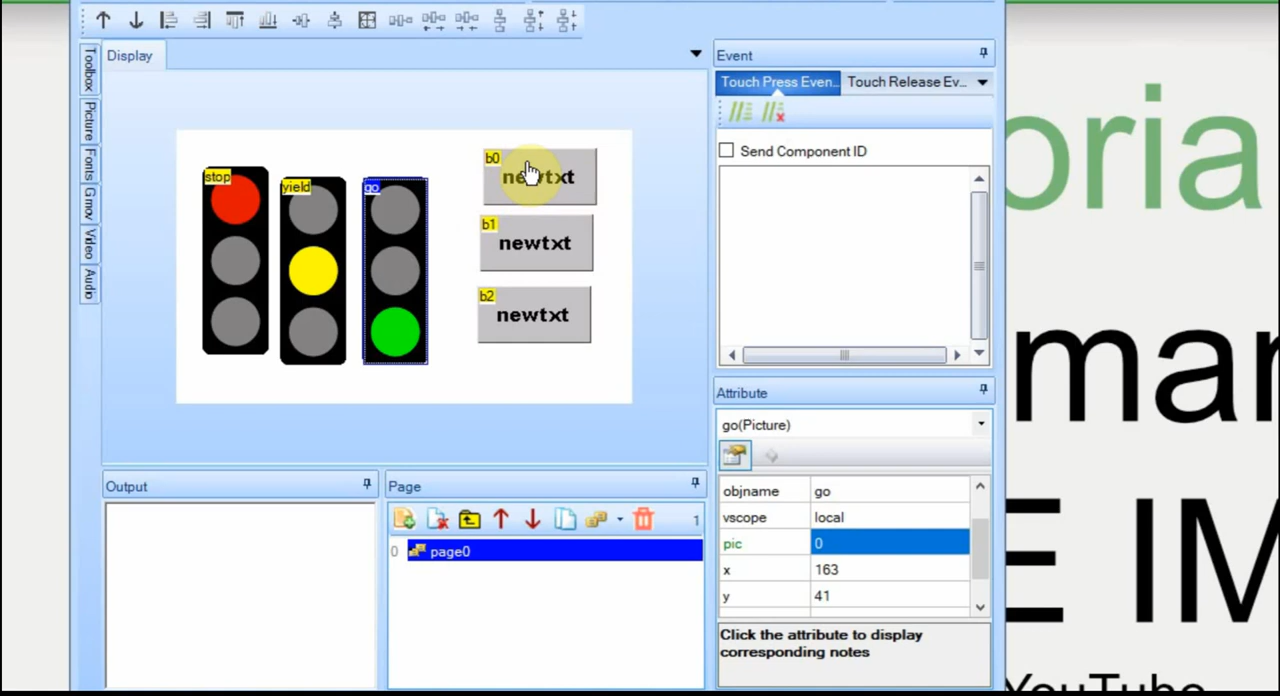 Display
Toolbox
Picture
Fonts
Gmov
Video
Audio
stop
yield
go
b0
newtxt
b1
newtxt
b2
newtxt
Event
Touch Press Even...
Touch Release Ev...
Send Component ID
Attribute
go(Picture)
objname go
vscope local
pic 0
x 163
y 41
Click the attribute to display
corresponding notes
Output
Page
1
0 page0
oria
mar
E IM
YouTube